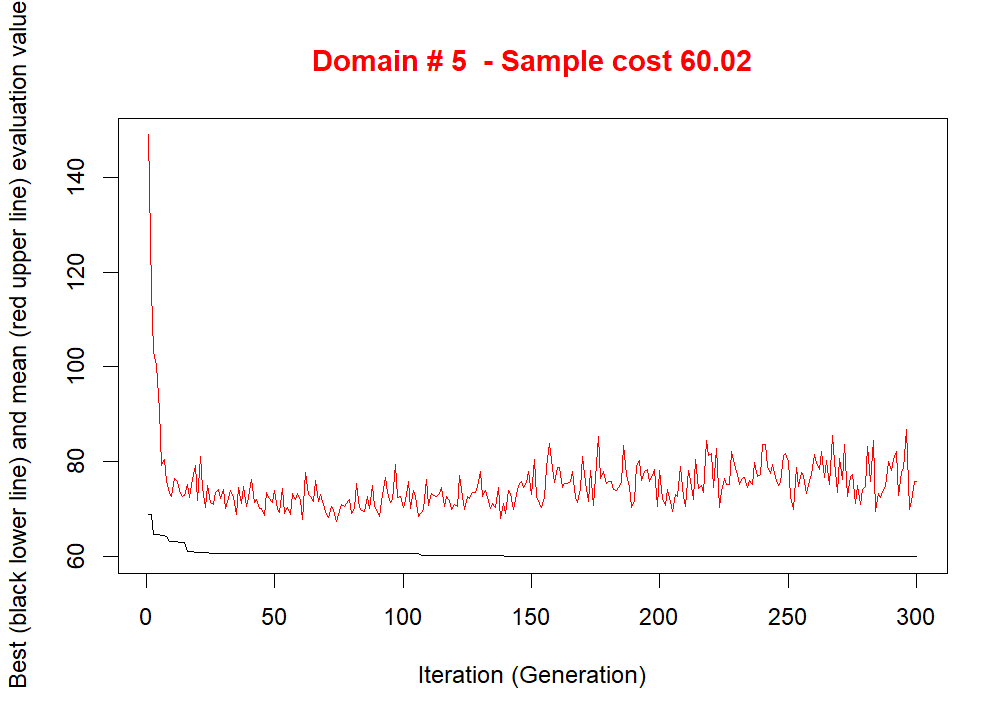 Domain # 5  - Sample cost 60.02
Best (black lower line) and mean (red upper line) evaluation value
140
120
100
80
60
0 50 100 150 200 250 300
Iteration (Generation)